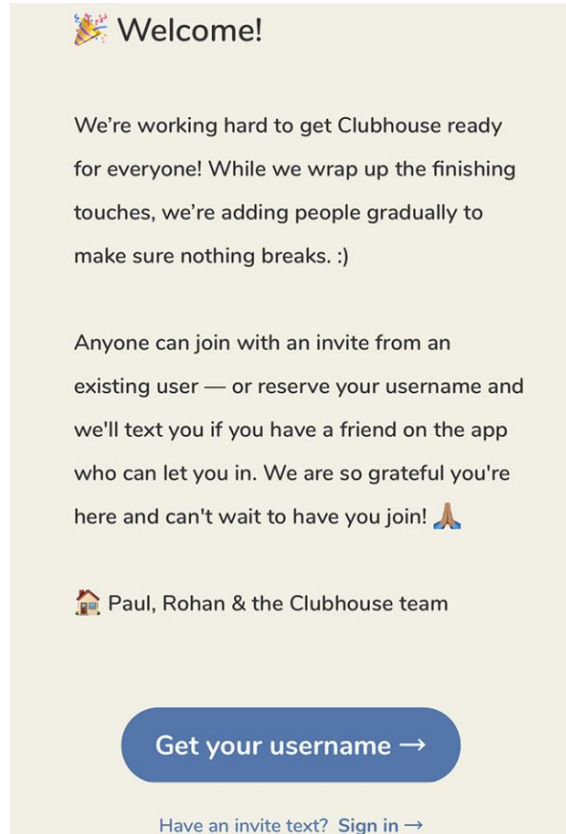 🎉 Welcome!
We’re working hard to get Clubhouse ready
for everyone! While we wrap up the finishing
touches, we’re adding people gradually to
make sure nothing breaks. :)
Anyone can join with an invite from an
existing user — or reserve your username and
we'll text you if you have a friend on the app
who can let you in. We are so grateful you're
here and can't wait to have you join! 🙏🏽
🏠 Paul, Rohan & the Clubhouse team
Get your username →
Have an invite text? Sign in →